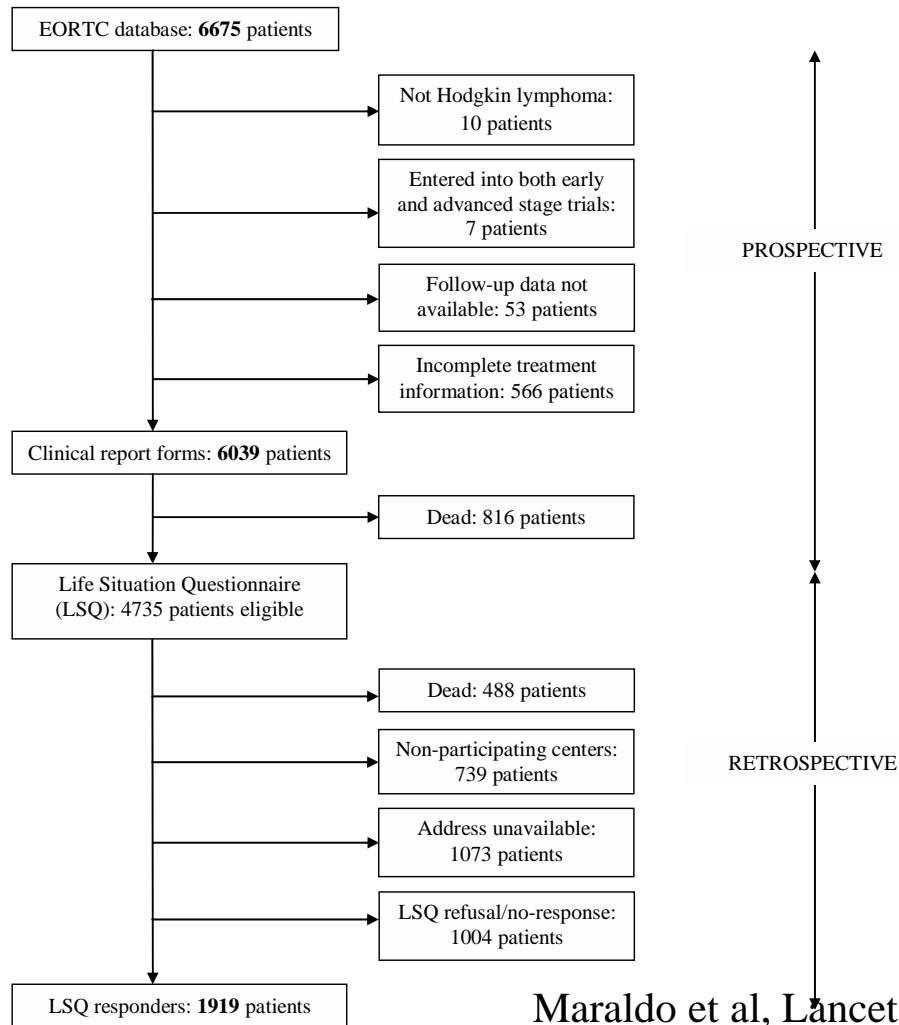 EORTC database: 6675 patients
Not Hodgkin lymphoma:
10 patients
Entered into both early
and advanced stage trials:
7 patients
PROSPECTIVE
Follow-up data not
available: 53 patients
Incomplete treatment
information: 566 patients
Clinical report forms: 6039 patients
Dead: 816 patients
Life Situation Questionnaire
(LSQ): 4735 patients eligible
Dead: 488 patients
Non-participating centers:
739 patients
RETROSPECTIVE
Address unavailable:
1073 patients
LSQ refusal/no-response:
1004 patients
LSQ responders: 1919 patients
Maraldo et al, Lancet